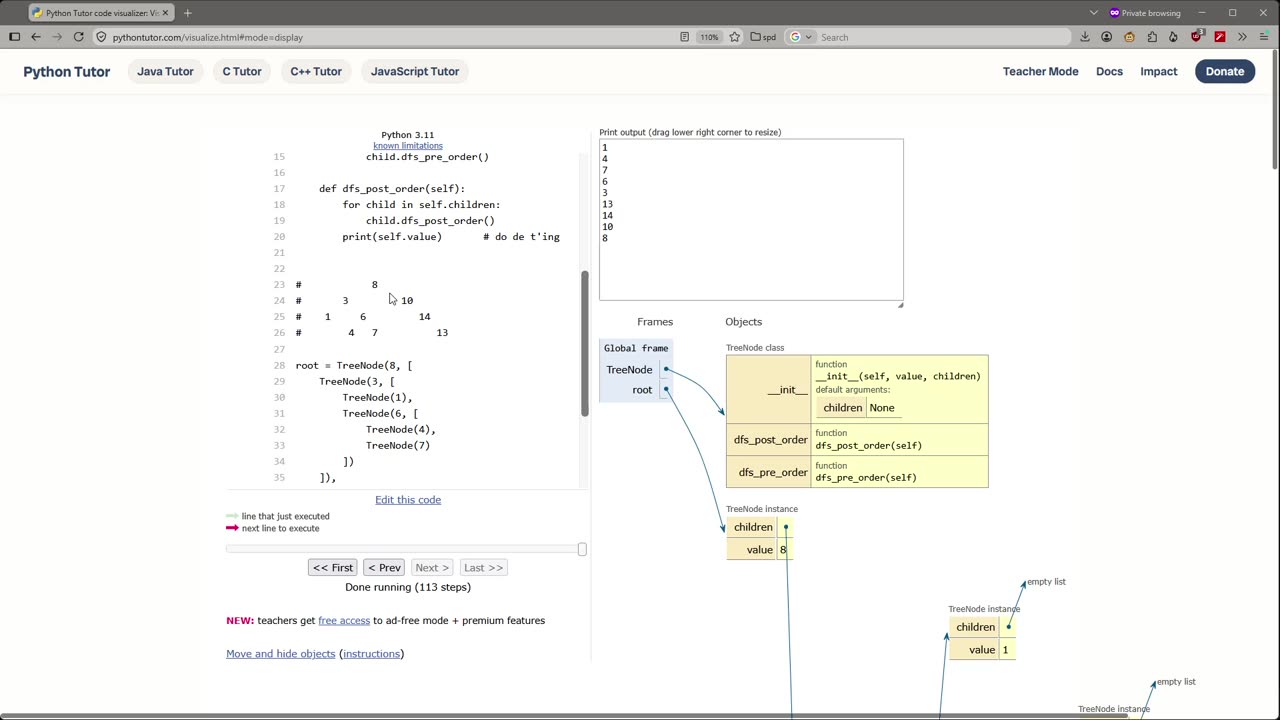 Python Tutor code visualizer: Vi
Private browsing
pythontutor.com/visualize.html#mode=display
110%
spd
Search
Python Tutor
Java Tutor
C Tutor
C++ Tutor
JavaScript Tutor
Teacher Mode
Docs
Impact
Donate
Python 3.11
known limitations
15 child.dfs_pre_order()
16
17 def dfs_post_order(self):
18 for child in self.children:
19 child.dfs_post_order()
20 print(self.value) # do de t'ing
21
22
23 # 8
24 # 3 10
25 # 1 6 14
26 # 4 7 13
27
28 root = TreeNode(8, [
29 TreeNode(3, [
30 TreeNode(1),
31 TreeNode(6, [
32 TreeNode(4),
33 TreeNode(7)
34 ])
35 ]),
Edit this code
line that just executed
next line to execute
<< First
< Prev
Next >
Last >>
Done running (113 steps)
NEW: teachers get free access to ad-free mode + premium features
Move and hide objects (instructions)
Print output (drag lower right corner to resize)
1
4
7
6
3
13
14
10
8
Frames
Objects
Global frame
TreeNode
root
TreeNode class
__init__
function
__init__(self, value, children)
default arguments:
children None
dfs_post_order
function
dfs_post_order(self)
dfs_pre_order
function
dfs_pre_order(self)
TreeNode instance
children
value 8
empty list
TreeNode instance
children
value 1
empty list
TreeNode instance